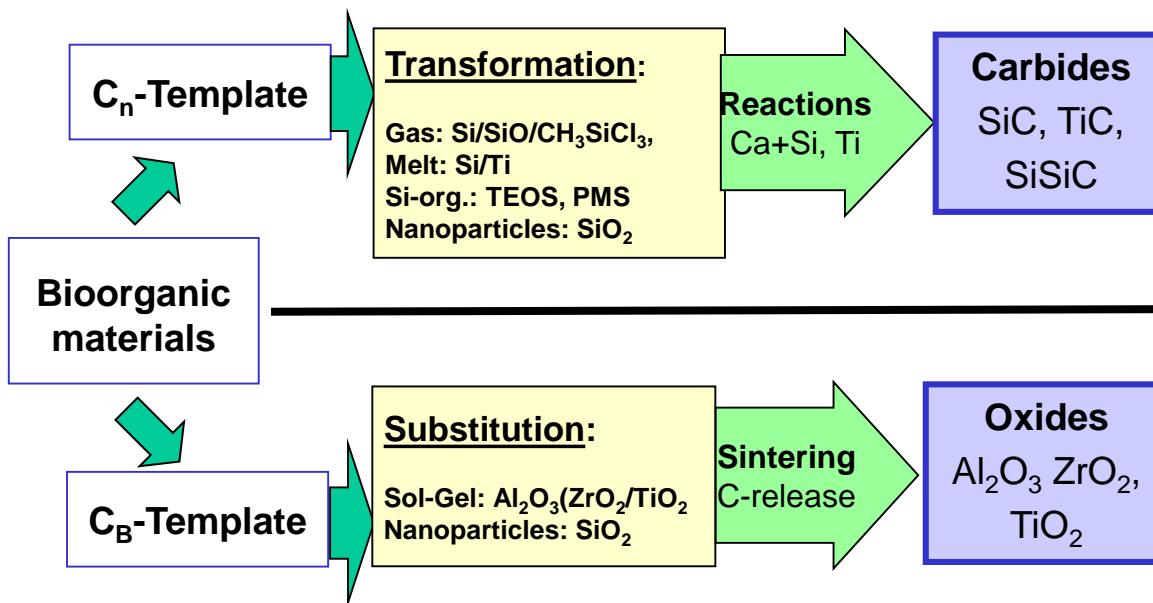 Bioorganic
materials
Cₙ-Template
Transformation:
Gas: Si/SiO/CH₃SiCl₃,
Melt: Si/Ti
Si-org.: TEOS, PMS
Nanoparticles: SiO₂
Reactions
Ca+Si, Ti
Carbides
SiC, TiC,
SiSiC
C_B-Template
Substitution:
Sol-Gel: Al₂O₃(ZrO₂/TiO₂
Nanoparticles: SiO₂
Sintering
C-release
Oxides
Al₂O₃ ZrO₂,
TiO₂